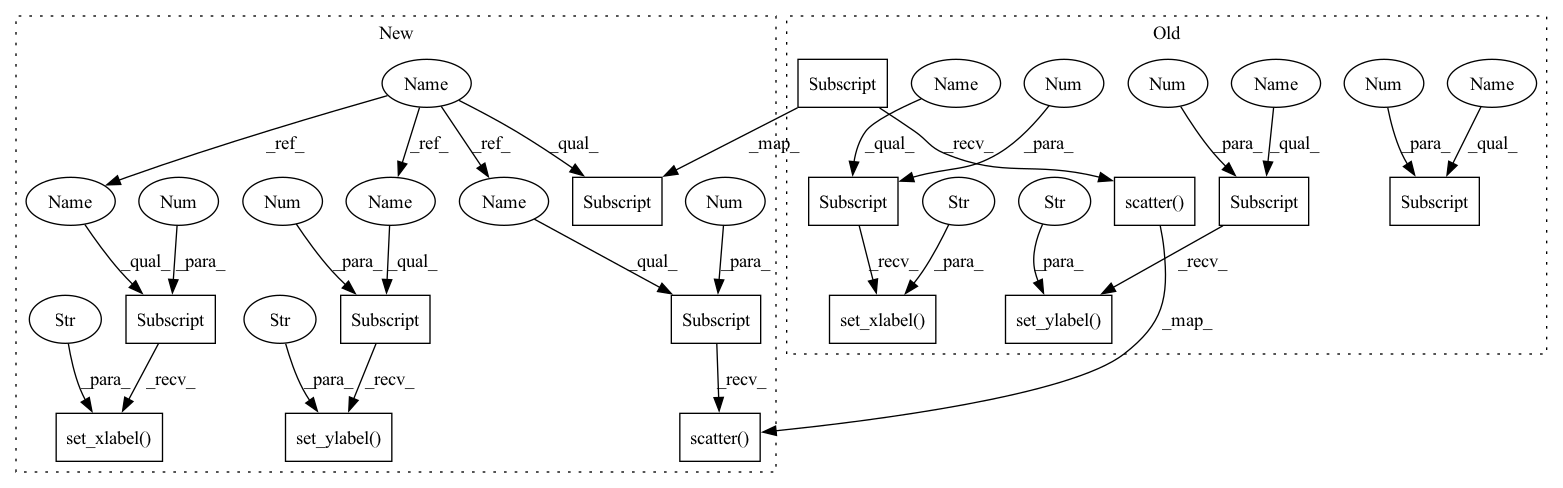 New
Old
Name
Subscript
Name
Num
Num
Name
Num
Name
_ref_
_ref_
_ref_
_qual_
_map_
_qual_
_recv_
_para_
_para_
_qual_
_para_
_qual_
Name
Num
Num
Name
Name
Subscript
Num
Subscript
Str
Str
scatter()
Subscript
Subscript
_qual_
_para_
_para_
_qual_
_qual_
_para_
_recv_
_para_
_para_
_recv_
Str
Subscript
Str
Subscript
Subscript
set_xlabel()
set_ylabel()
_map_
_para_
_recv_
_para_
_recv_
_recv_
set_xlabel()
set_ylabel()
scatter()